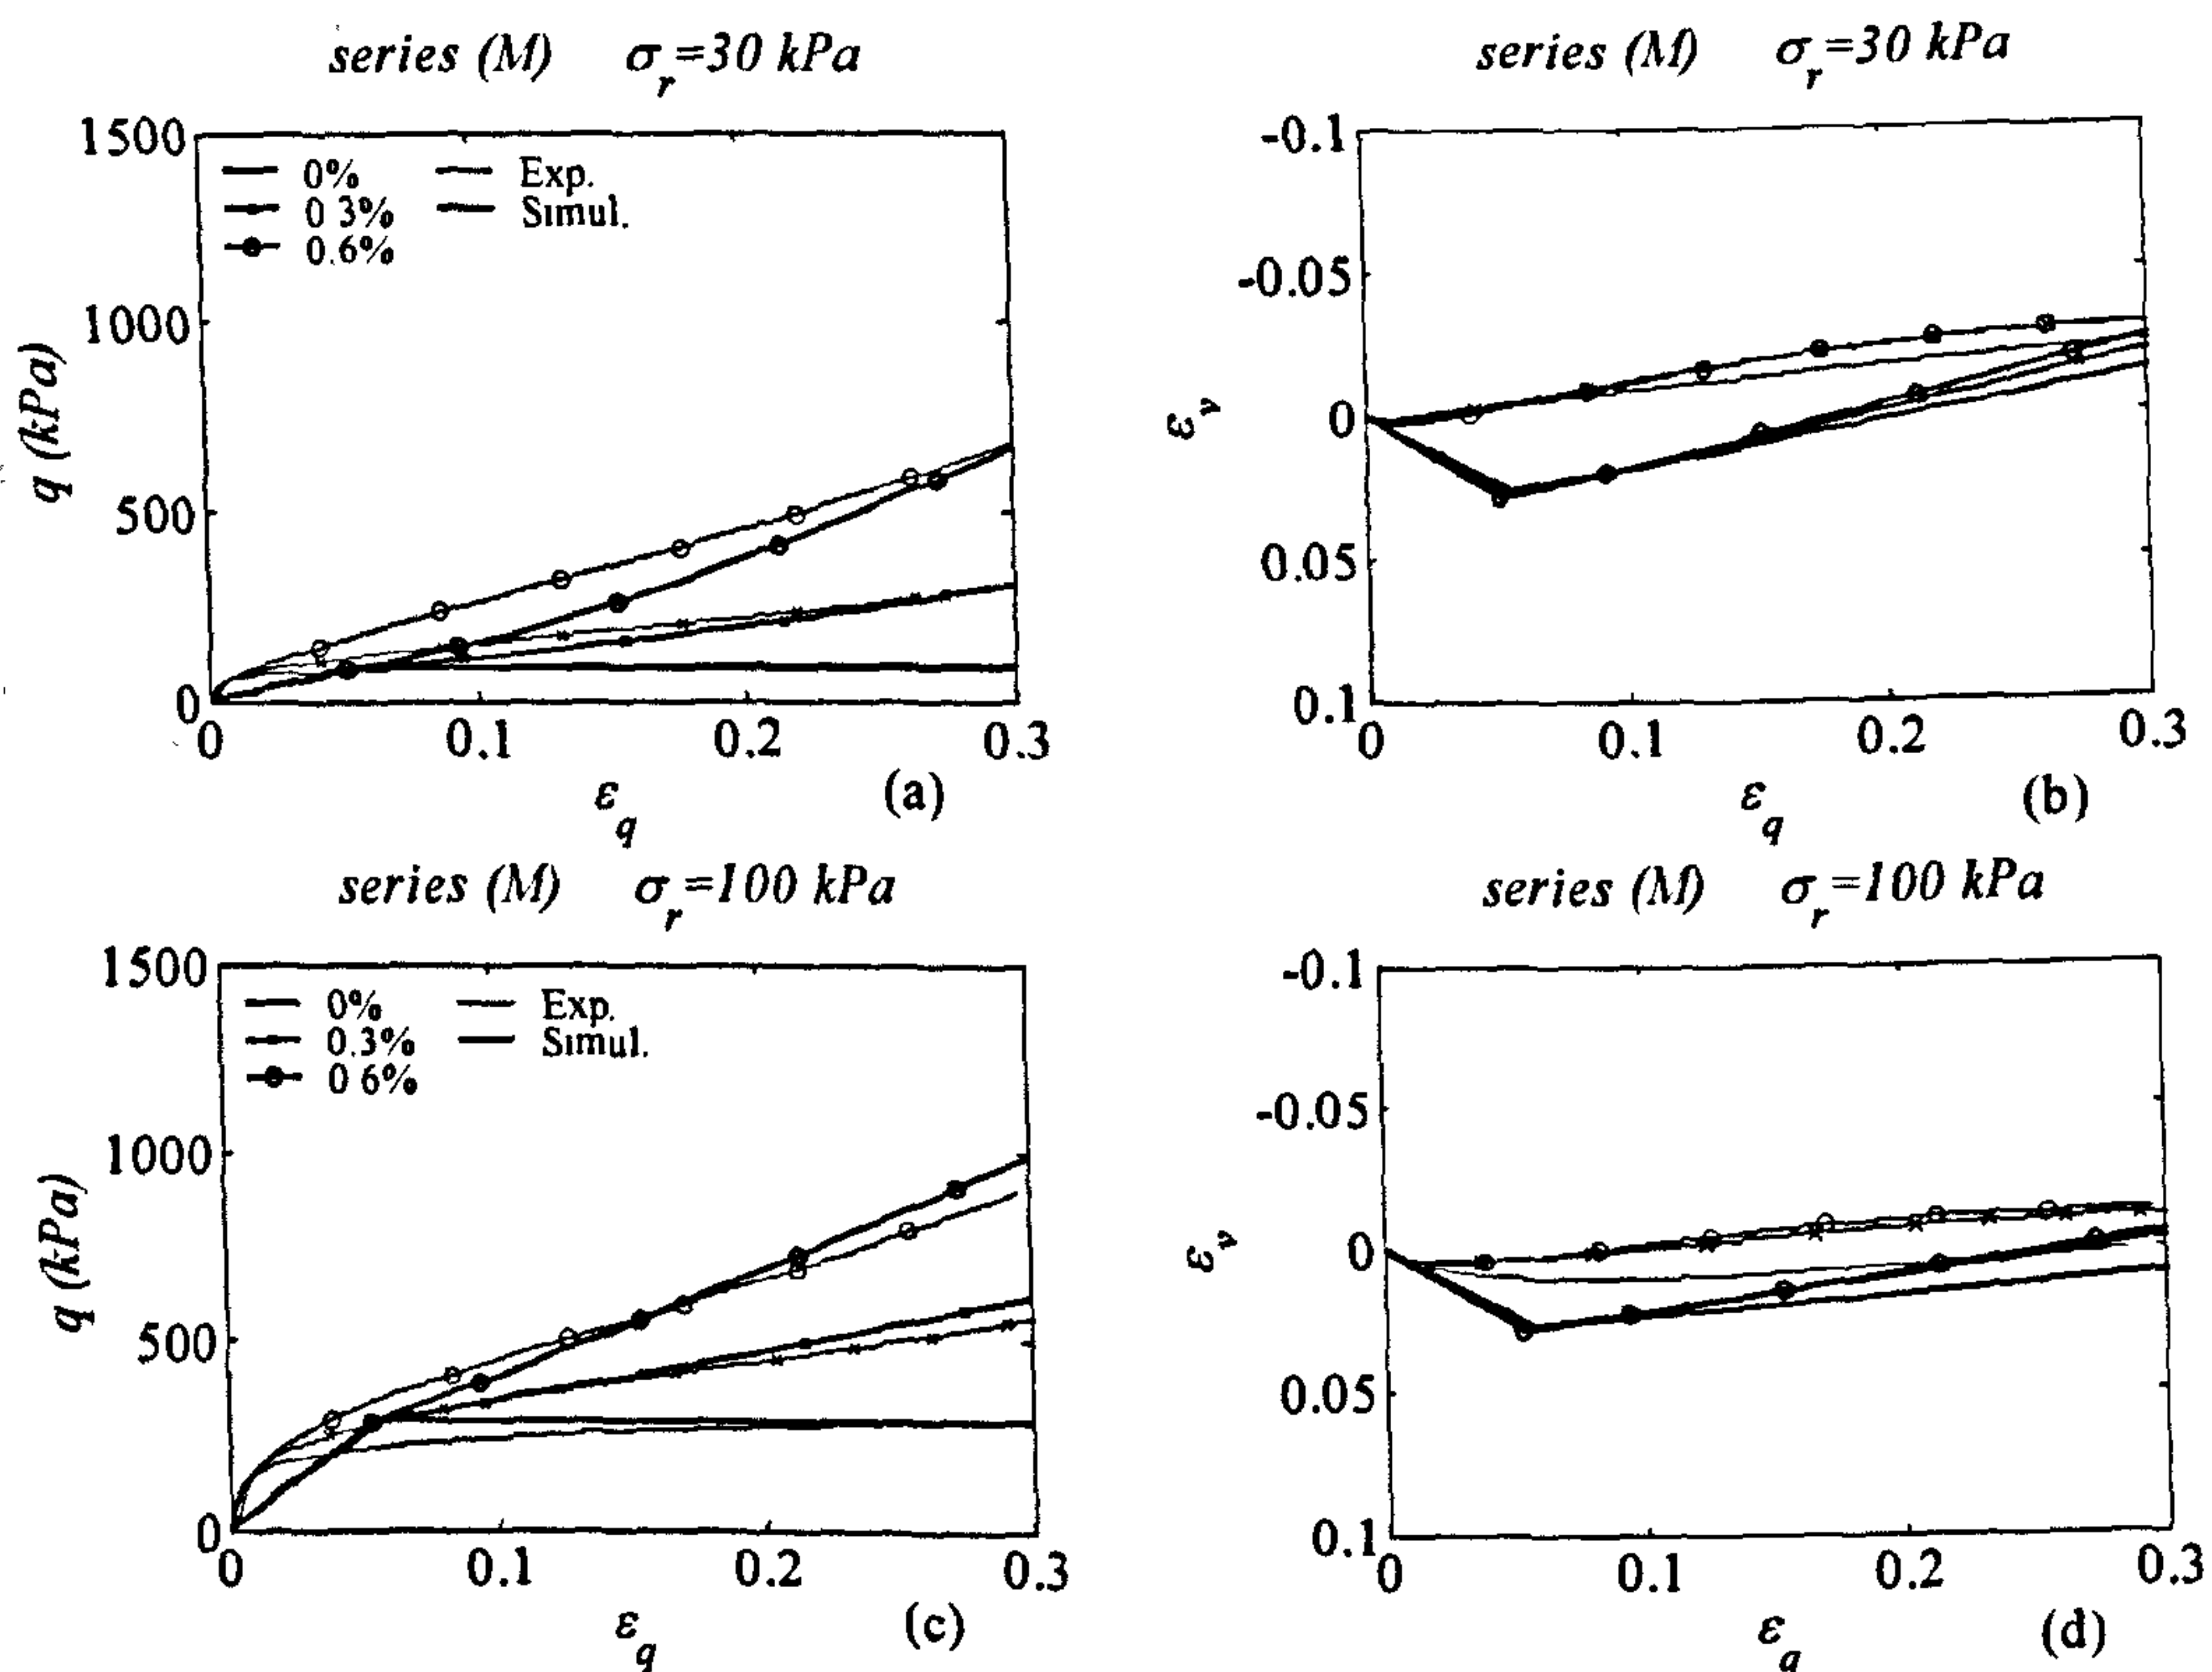 series (M) σr=30 kPa
1500
1000
500
0
q (kPa)
0% Exp.
0 3% Simul.
0.6%
0 0.1 0.2 0.3
εq
(a)
series (M) σr=30 kPa
-0.1
-0.05
0
0.05
0.1
εv
0 0.1 0.2 0.3
εq
(b)
series (M) σr=100 kPa
1500
1000
500
0
q (kPa)
0% Exp.
0.3% Simul.
0 6%
0 0.1 0.2 0.3
εq
(c)
series (M) σr=100 kPa
-0.1
-0.05
0
0.05
0.1
εv
0 0.1 0.2 0.3
εq
(d)